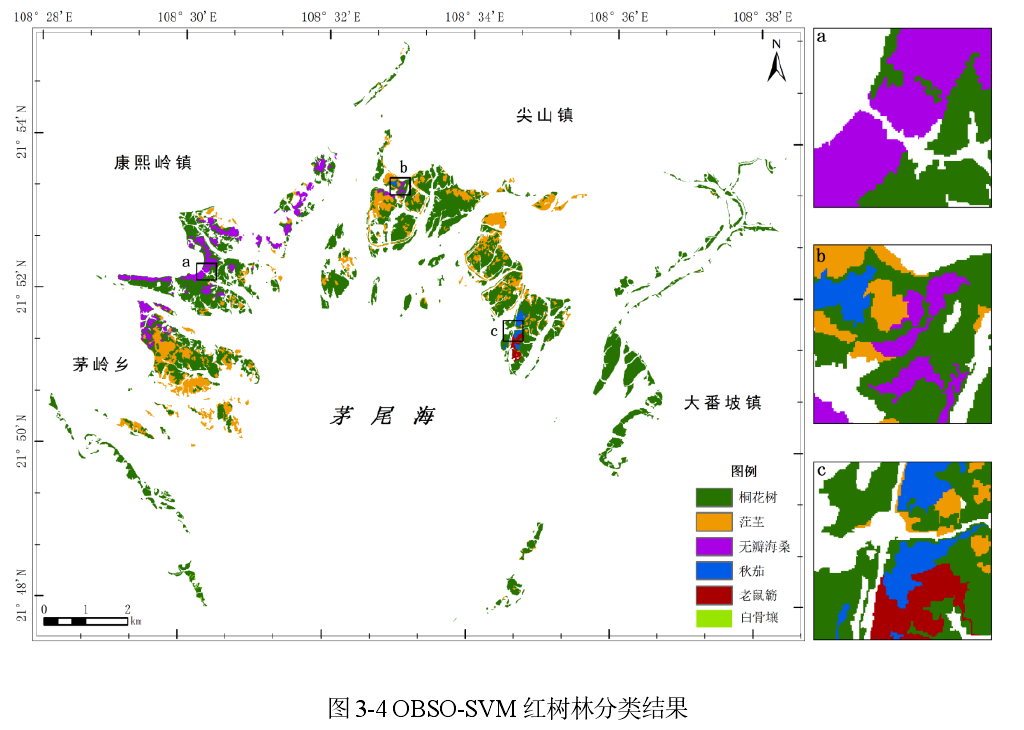 108° 28′E 108° 30′E 108° 32′E 108° 34′E 108° 36′E 108° 38′E
N
21° 54′N
21° 52′N
21° 50′N
21° 48′N
尖山镇
康熙岭镇
b
a
c
茅岭乡
茅尾海
大番坡镇
图例
桐花树
茳芏
无瓣海桑
秋茄
老鼠簕
白骨壤
0 1 2
km
a
b
c
图 3-4 OBSO-SVM 红树林分类结果